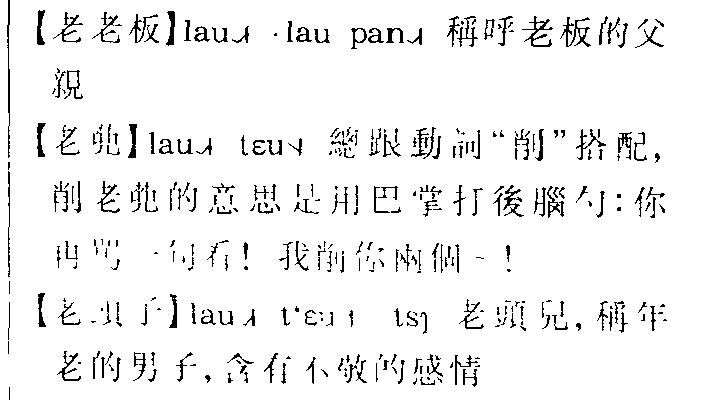 【老老板】lau˩˧ ·lau pan˩˧ 稱呼老板的父
親
【老㔡】lau˩˧ tɛu˥˧ 總跟動詞“削”搭配,
削老㔡的意思是用巴掌打後腦勺:你
再駡一句看!我削你兩個~!
【老頭子】lau˩˧ t‘ɛu tsɿ 老頭兒,稱年
老的男子,含有不敬的感情